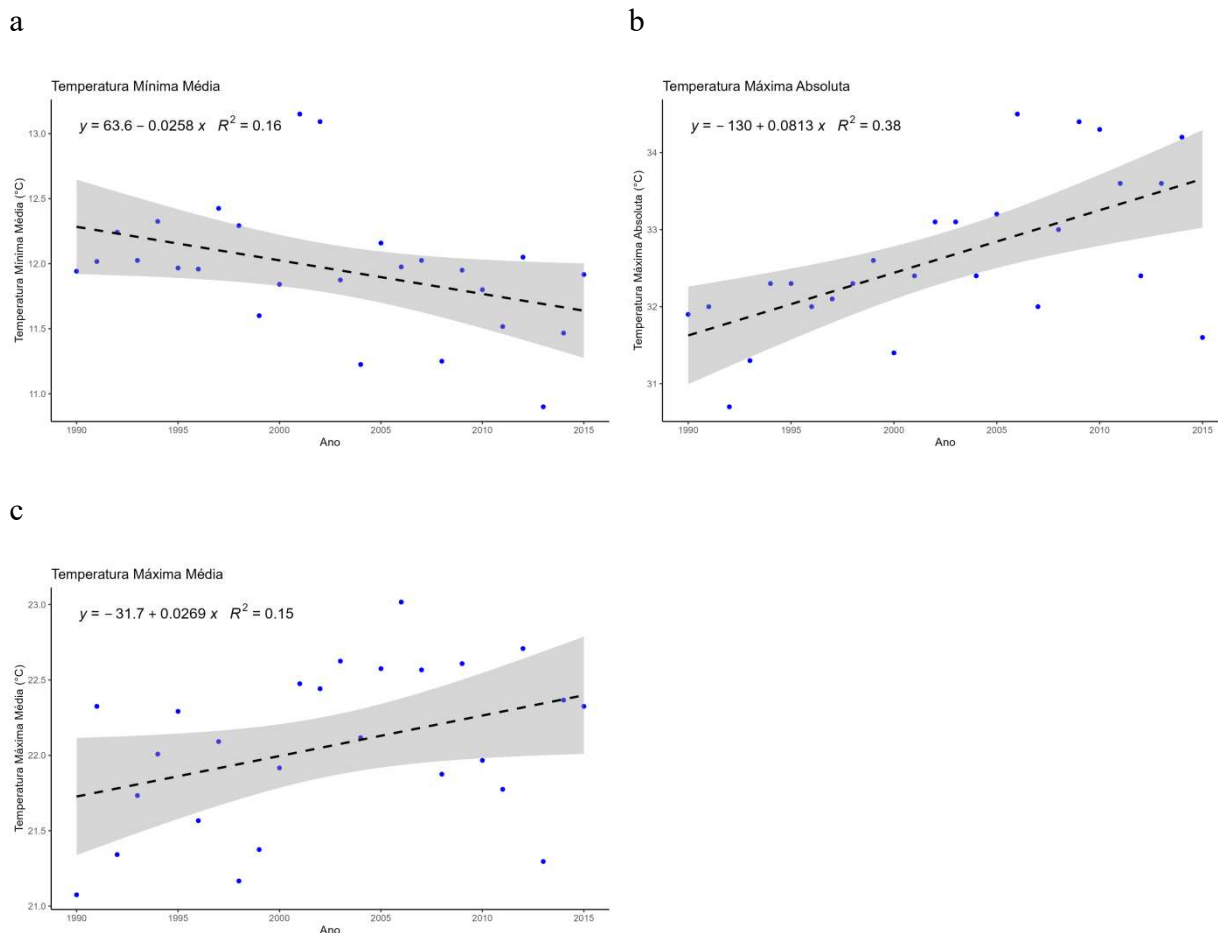 a
Temperatura Mínima Média
y = 63.6 − 0.0258 x   R² = 0.16
Temperatura Mínima Média (°C)
13.0
12.5
12.0
11.5
11.0
1990 1995 2000 2005 2010 2015
Ano
b
Temperatura Máxima Absoluta
y = − 130 + 0.0813 x   R² = 0.38
Temperatura Máxima Absoluta (°C)
34
33
32
31
1990 1995 2000 2005 2010 2015
Ano
c
Temperatura Máxima Média
y = − 31.7 + 0.0269 x   R² = 0.15
Temperatura Máxima Média (°C)
23.0
22.5
22.0
21.5
21.0
1990 1995 2000 2005 2010 2015
Ano